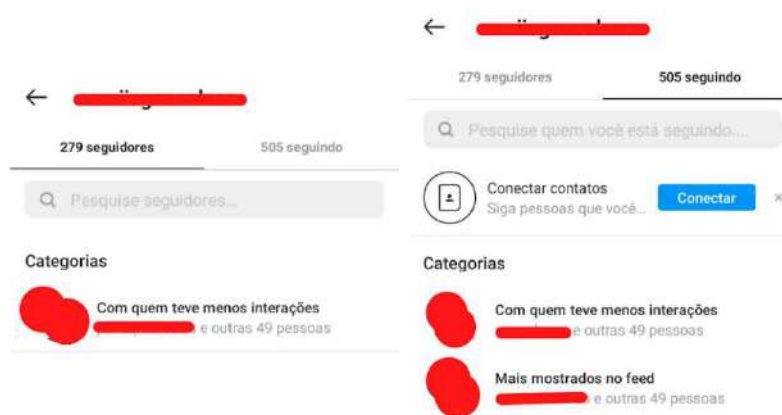 279 seguidores
505 seguindo
Pesquise seguidores...
Categorias
Com quem teve menos interações
e outras 49 pessoas
279 seguidores
505 seguindo
Pesquise quem você está seguindo...
Conectar contatos
Siga pessoas que você...
Conectar
Categorias
Com quem teve menos interações
e outras 49 pessoas
Mais mostrados no feed
e outras 49 pessoas